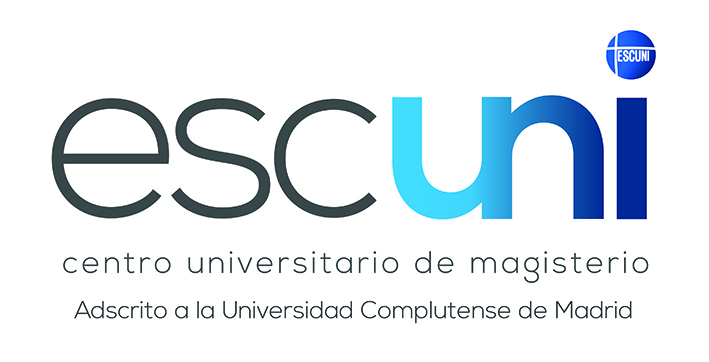 ESCUNI
escuni
centro universitario de magisterio
Adscrito a la Universidad Complutense de Madrid